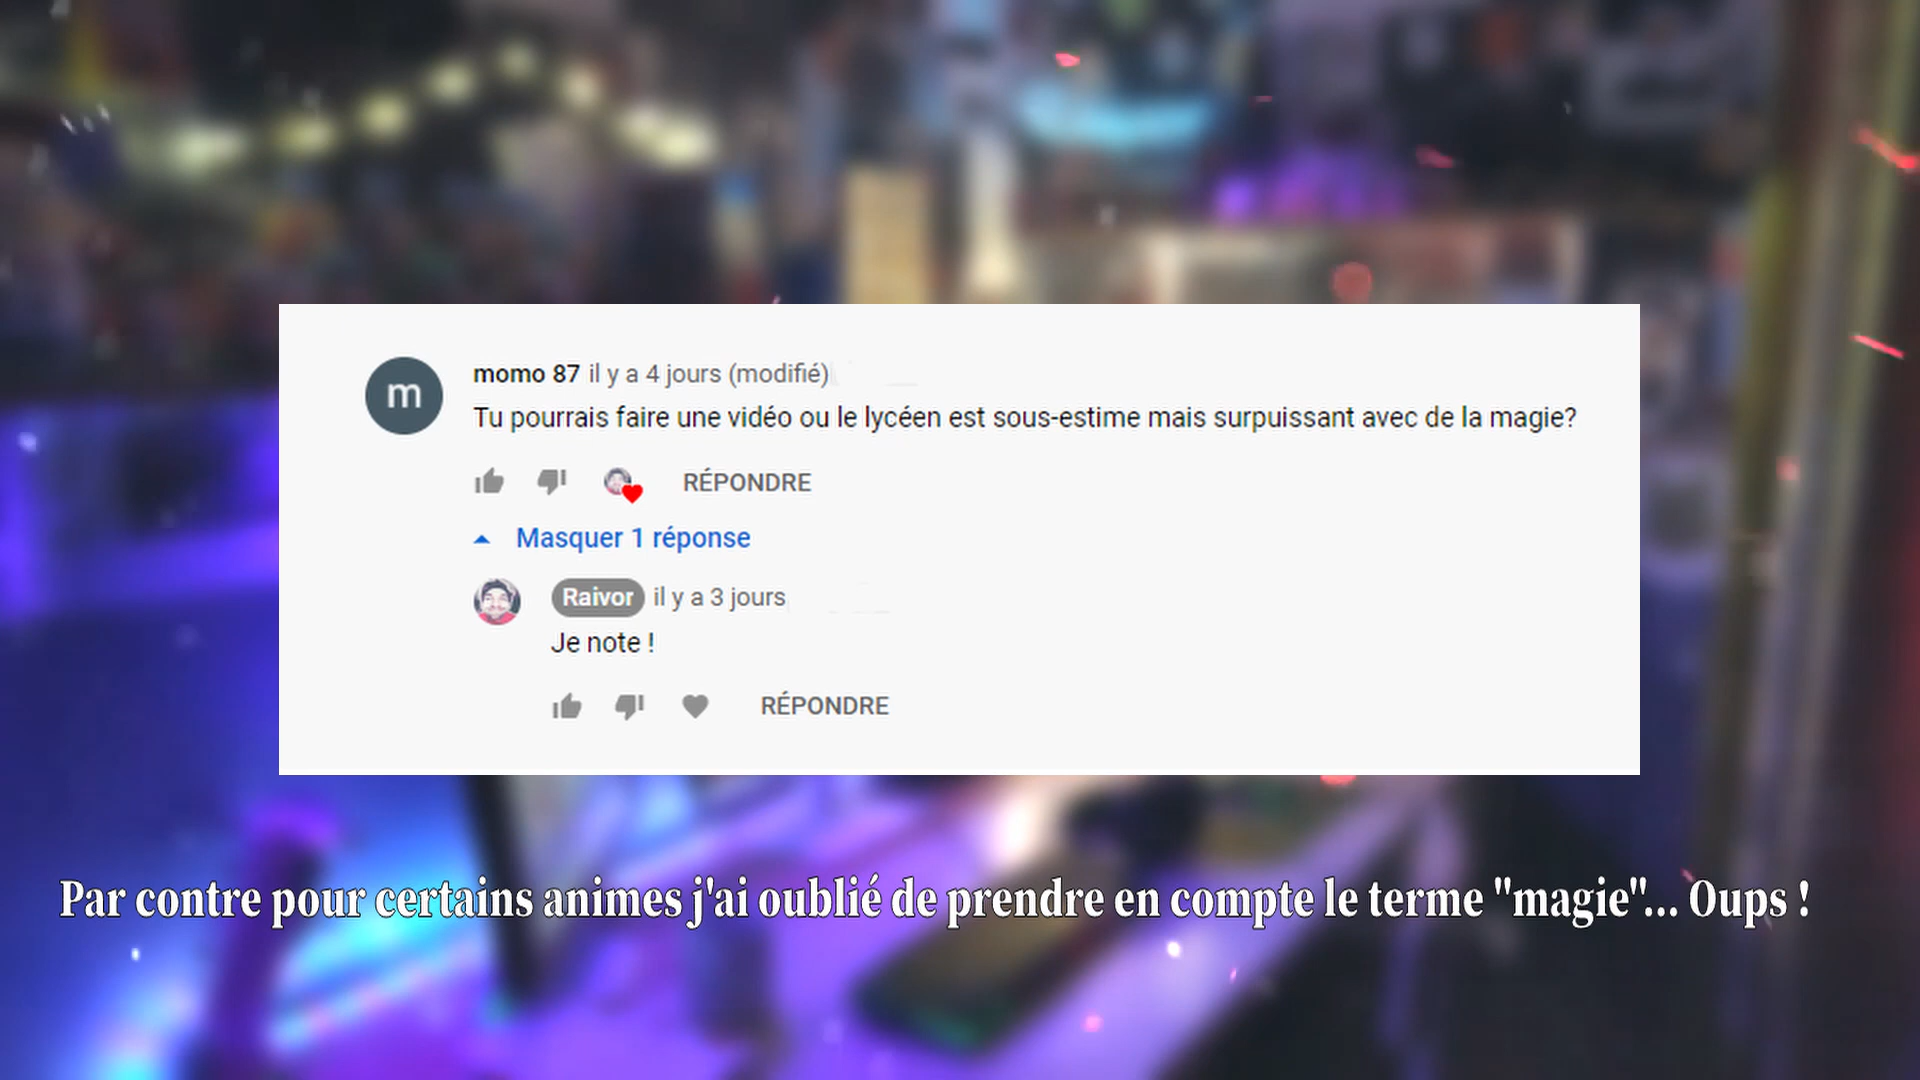 m
momo 87 il y a 4 jours (modifié)
Tu pourrais faire une vidéo ou le lycéen est sous-estime mais surpuissant avec de la magie?
RÉPONDRE
Masquer 1 réponse
Raivor il y a 3 jours
Je note !
RÉPONDRE
Par contre pour certains animes j'ai oublié de prendre en compte le terme "magie"... Oups !